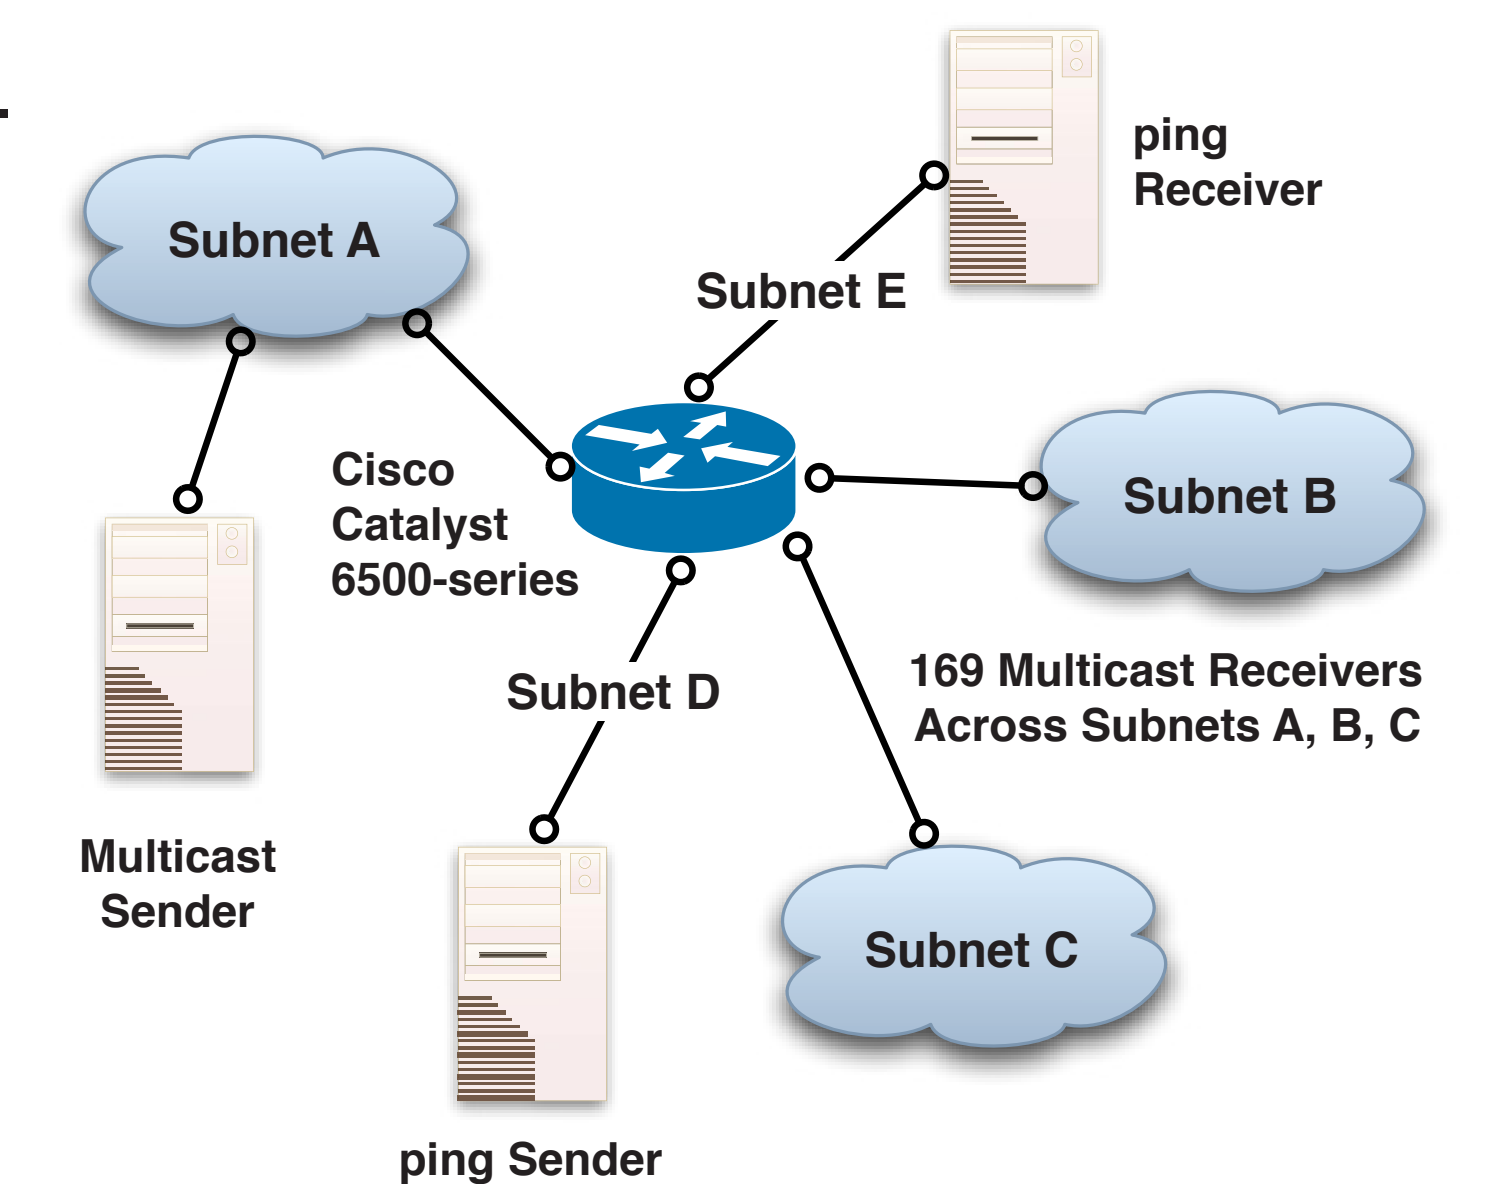 ping
Receiver
Subnet A
Subnet E
Cisco
Catalyst
6500-series
Subnet B
169 Multicast Receivers
Across Subnets A, B, C
Subnet D
Multicast
Sender
Subnet C
ping Sender